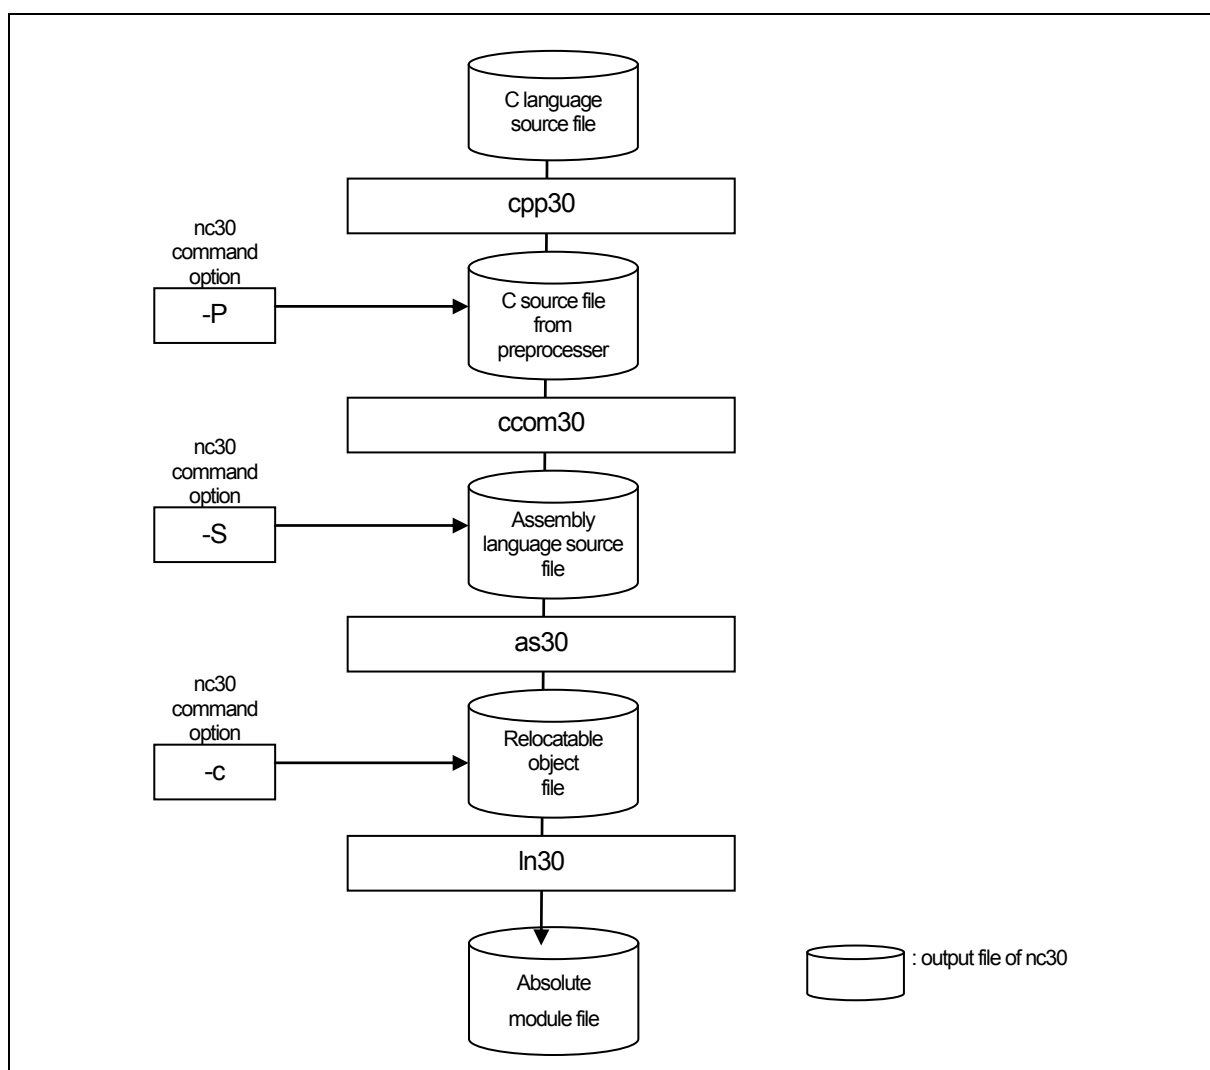 C language
source file
cpp30
nc30
command
option
-P
C source file
from
preprocesser
ccom30
nc30
command
option
-S
Assembly
language source
file
as30
nc30
command
option
-c
Relocatable
object
file
ln30
Absolute
module file
: output file of nc30